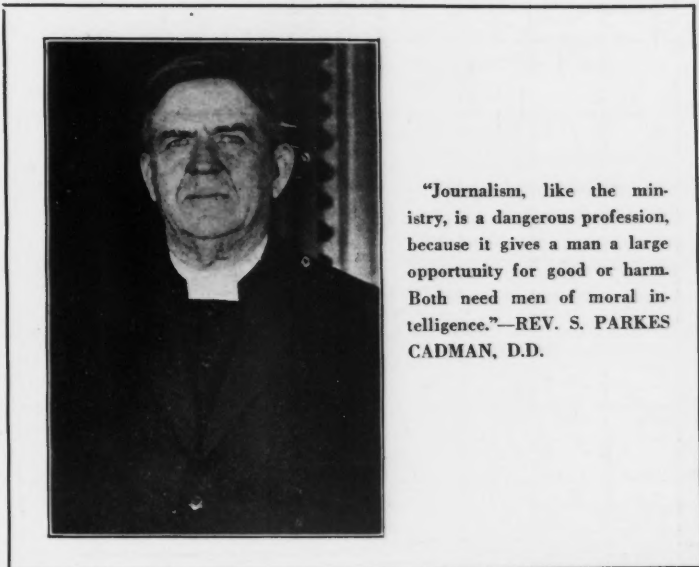 “Journalism, like the min-
istry, is a dangerous profession,
because it gives a man a large
opportunity for good or harm.
Both need men of moral in-
telligence.”—REV. S. PARKES
CADMAN, D.D.